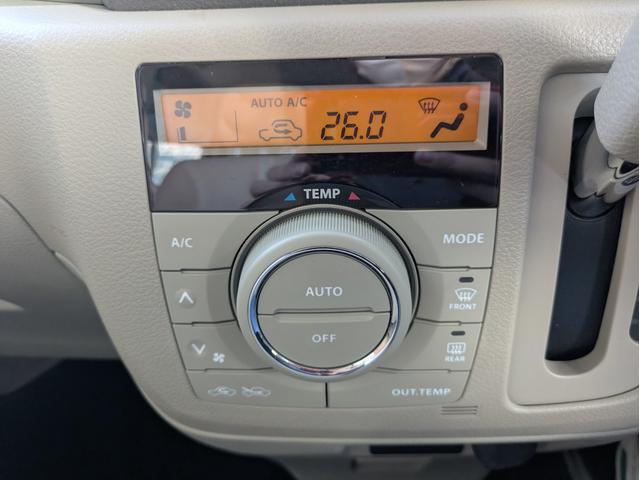 AUTO A/C
26.0
TEMP
A/C
MODE
AUTO
FRONT
OFF
REAR
OUT.TEMP